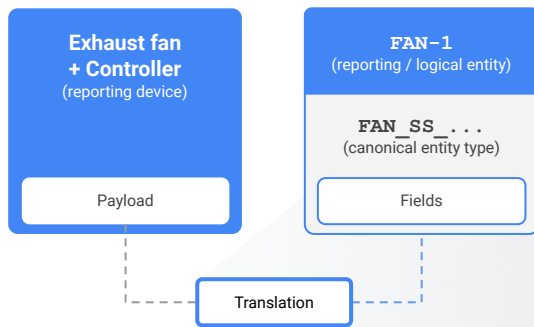 Exhaust fan
+ Controller
(reporting device)
Payload
FAN-1
(reporting / logical entity)
FAN_SS_...
(canonical entity type)
Fields
Translation